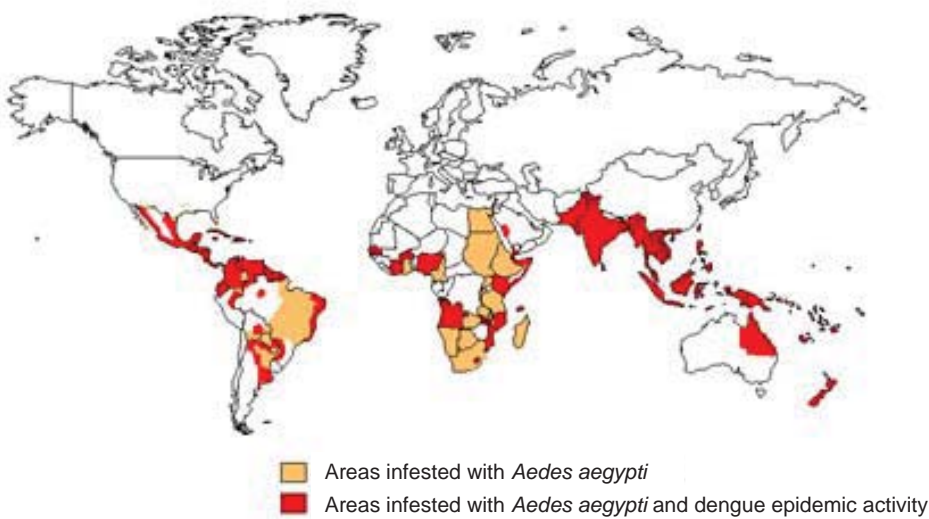 Areas infested with Aedes aegypti
Areas infested with Aedes aegypti and dengue epidemic activity